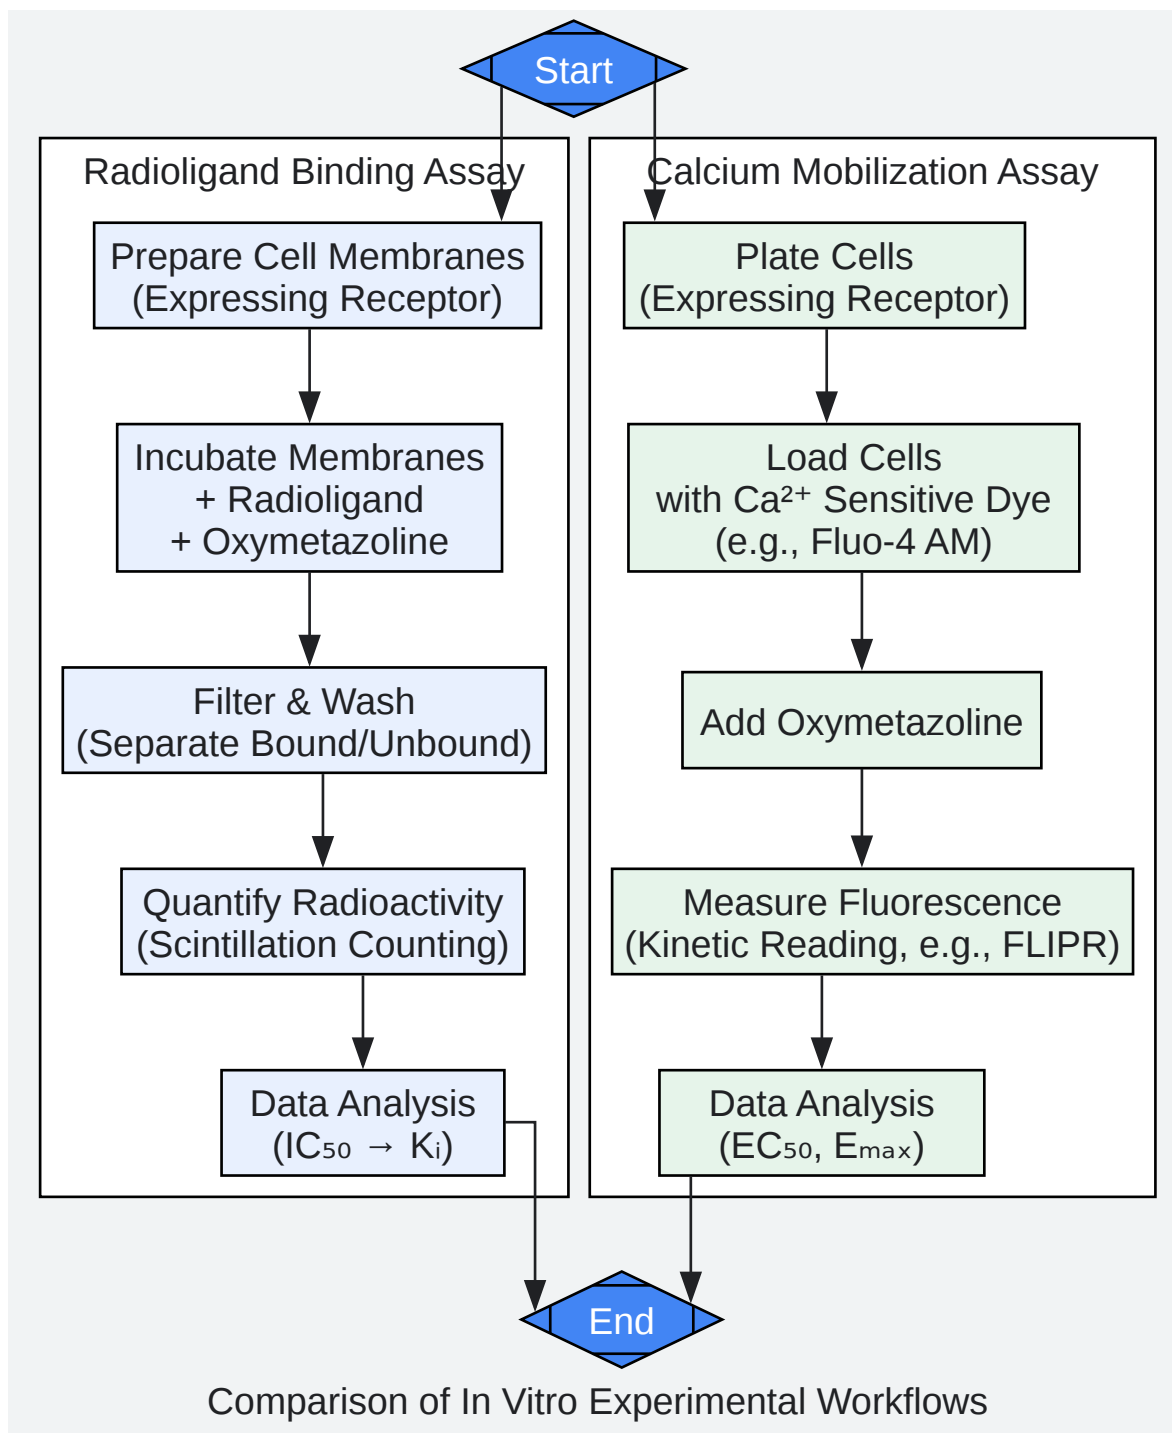 Start
Radioligand Binding Assay
Prepare Cell Membranes
(Expressing Receptor)
Incubate Membranes
+ Radioligand
+ Oxymetazoline
Filter & Wash
(Separate Bound/Unbound)
Quantify Radioactivity
(Scintillation Counting)
Data Analysis
(IC₅₀ → Kᵢ)
Calcium Mobilization Assay
Plate Cells
(Expressing Receptor)
Load Cells
with Ca²⁺ Sensitive Dye
(e.g., Fluo-4 AM)
Add Oxymetazoline
Measure Fluorescence
(Kinetic Reading, e.g., FLIPR)
Data Analysis
(EC₅₀, Eₘₐₓ)
End
Comparison of In Vitro Experimental Workflows